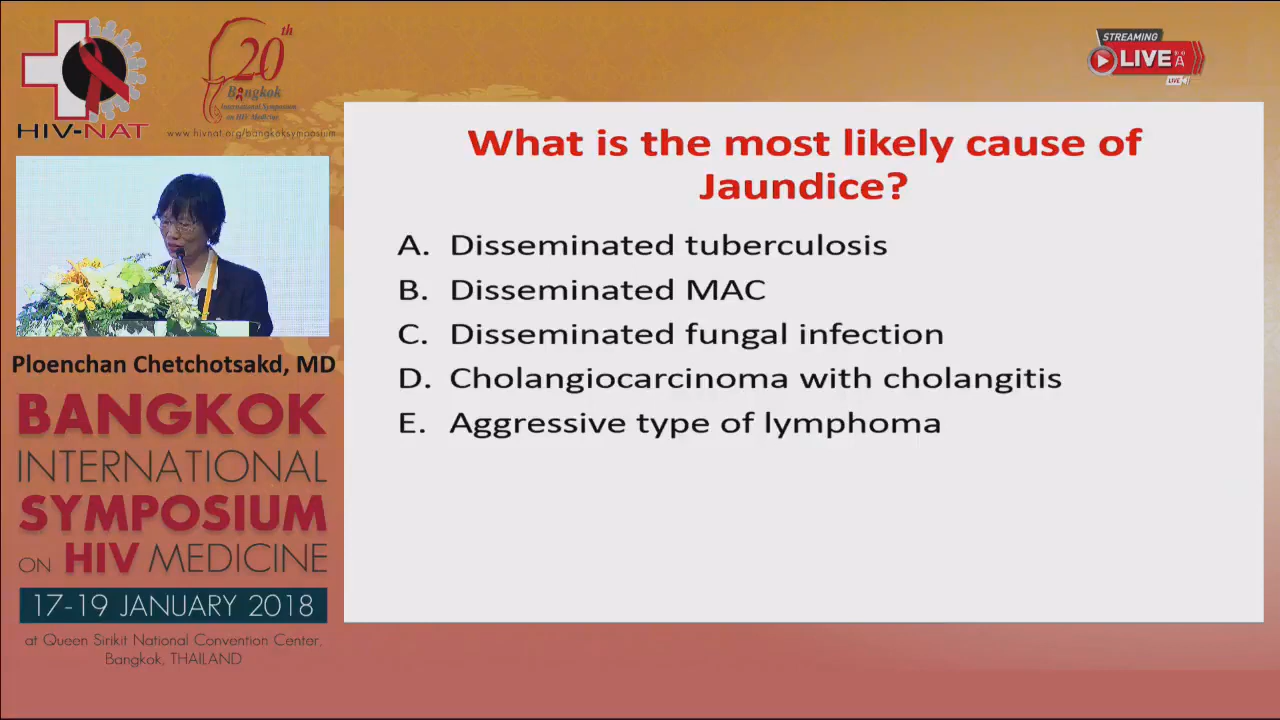 HIV-NAT
20th
Bangkok
International Symposium
on HIV Medicine
www.hivnat.org/bangkoksymposium
STREAMING
LIVE
LIVE
What is the most likely cause of
Jaundice?
A. Disseminated tuberculosis
B. Disseminated MAC
C. Disseminated fungal infection
D. Cholangiocarcinoma with cholangitis
E. Aggressive type of lymphoma
Ploenchan Chetchotsakd, MD
BANGKOK
INTERNATIONAL
SYMPOSIUM
ON HIV MEDICINE
17-19 JANUARY 2018
at Queen Sirikit National Convention Center,
Bangkok, THAILAND